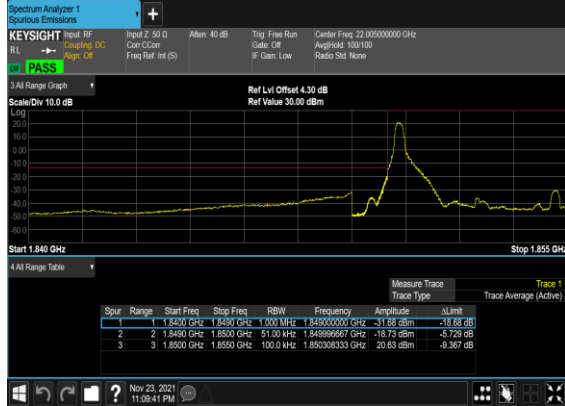 Spectrum Analyzer 1
Spurious Emissions
+
KEYSIGHT Input: RF Input Z: 50 Ω Atten: 40 dB Trig: Free Run Center Freq: 22.005000000 GHz
RL Coupling: DC Corr CCorr Gate: Off Avg|Hold: 100/100
Align: Off Freq Ref: Int (S) IF Gain: Low Radio Std: None
PASS
3 All Range Graph Ref Lvl Offset 4.30 dB
Scale/Div 10.0 dB Ref Value 30.00 dBm
Log
20.0
10.0
0.00
-10.0
-20.0
-30.0
-40.0
-50.0
-60.0
Start 1.840 GHz Stop 1.855 GHz
4 All Range Table
Measure Trace Trace 1
Trace Type Trace Average (Active)
Spur Range Start Freq Stop Freq RBW Frequency Amplitude ΔLimit
1 1 1.8400 GHz 1.8490 GHz 1.000 MHz 1.849000000 GHz -31.68 dBm -18.68 dB
2 2 1.8490 GHz 1.8500 GHz 51.00 kHz 1.849996667 GHz -18.73 dBm -5.729 dB
3 3 1.8500 GHz 1.8550 GHz 100.0 kHz 1.850308333 GHz 20.63 dBm -9.367 dB
? Nov 23, 2021
11:09:41 PM